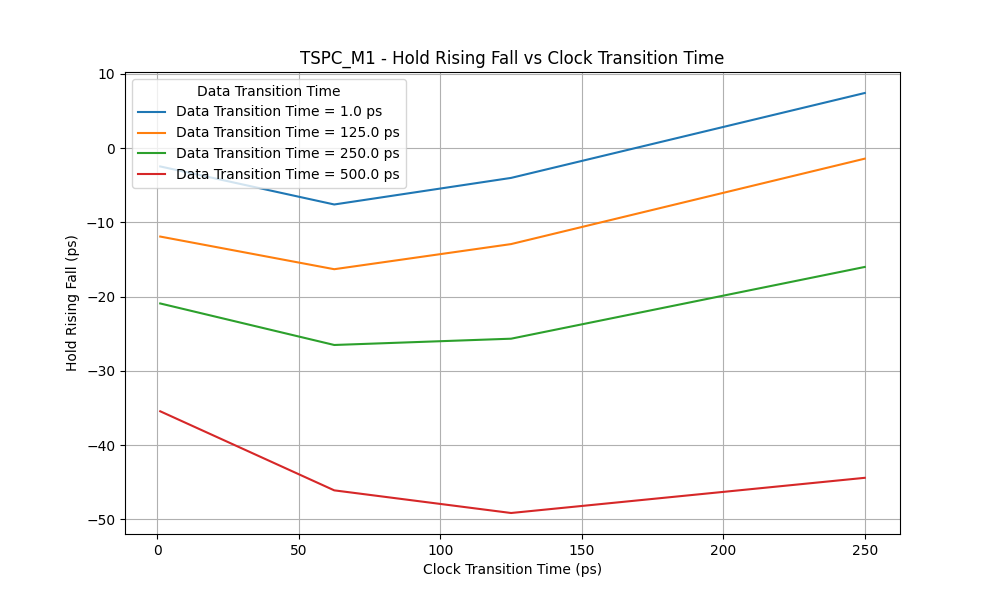 TSPC_M1 - Hold Rising Fall vs Clock Transition Time
Data Transition Time
Data Transition Time = 1.0 ps
Data Transition Time = 125.0 ps
Data Transition Time = 250.0 ps
Data Transition Time = 500.0 ps
10
0
−10
−20
−30
−40
−50
Hold Rising Fall (ps)
0 50 100 150 200 250
Clock Transition Time (ps)